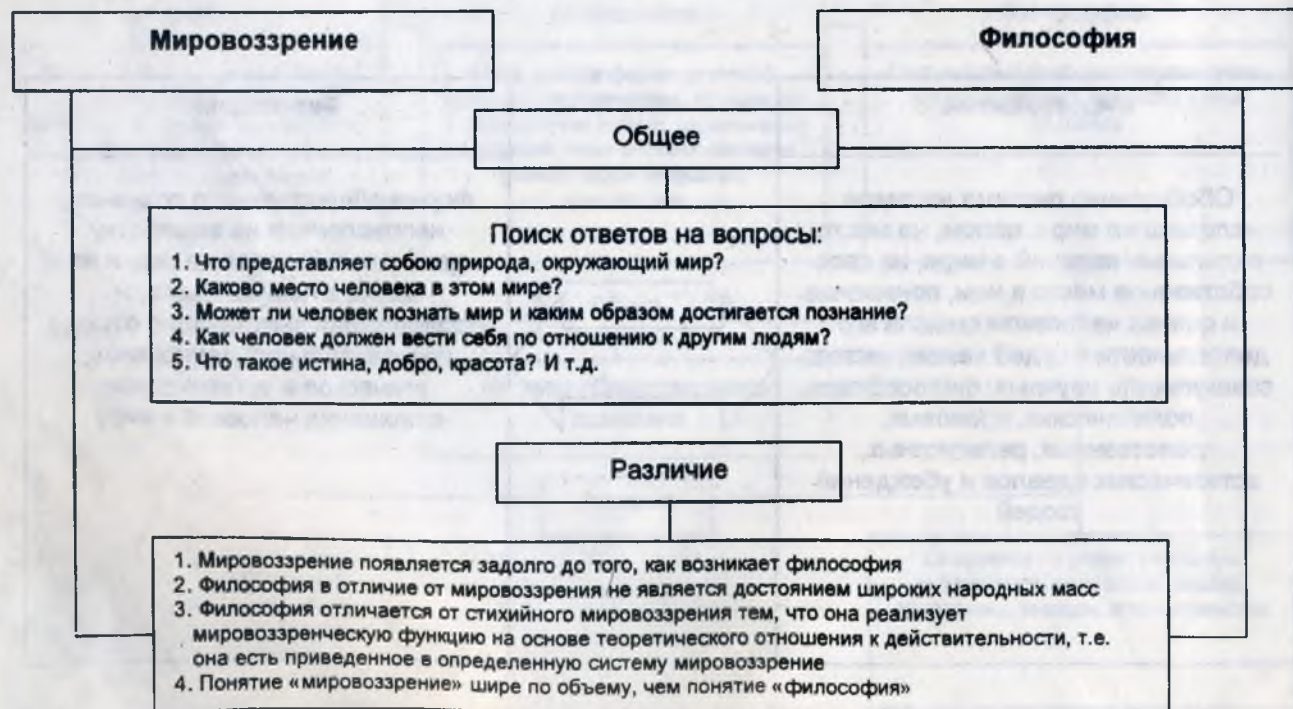 Мировоззрение
Философия
Общее
Поиск ответов на вопросы:
1. Что представляет собою природа, окружающий мир?
2. Каково место человека в этом мире?
3. Может ли человек познать мир и каким образом достигается познание?
4. Как человек должен вести себя по отношению к другим людям?
5. Что такое истина, добро, красота? И т.д.
Различие
1. Мировоззрение появляется задолго до того, как возникает философия
2. Философия в отличие от мировоззрения не является достоянием широких народных масс
3. Философия отличается от стихийного мировоззрения тем, что она реализует
мировоззренческую функцию на основе теоретического отношения к действительности, т.е.
она есть приведенное в определенную систему мировоззрение
4. Понятие «мировоззрение» шире по объему, чем понятие «философия»